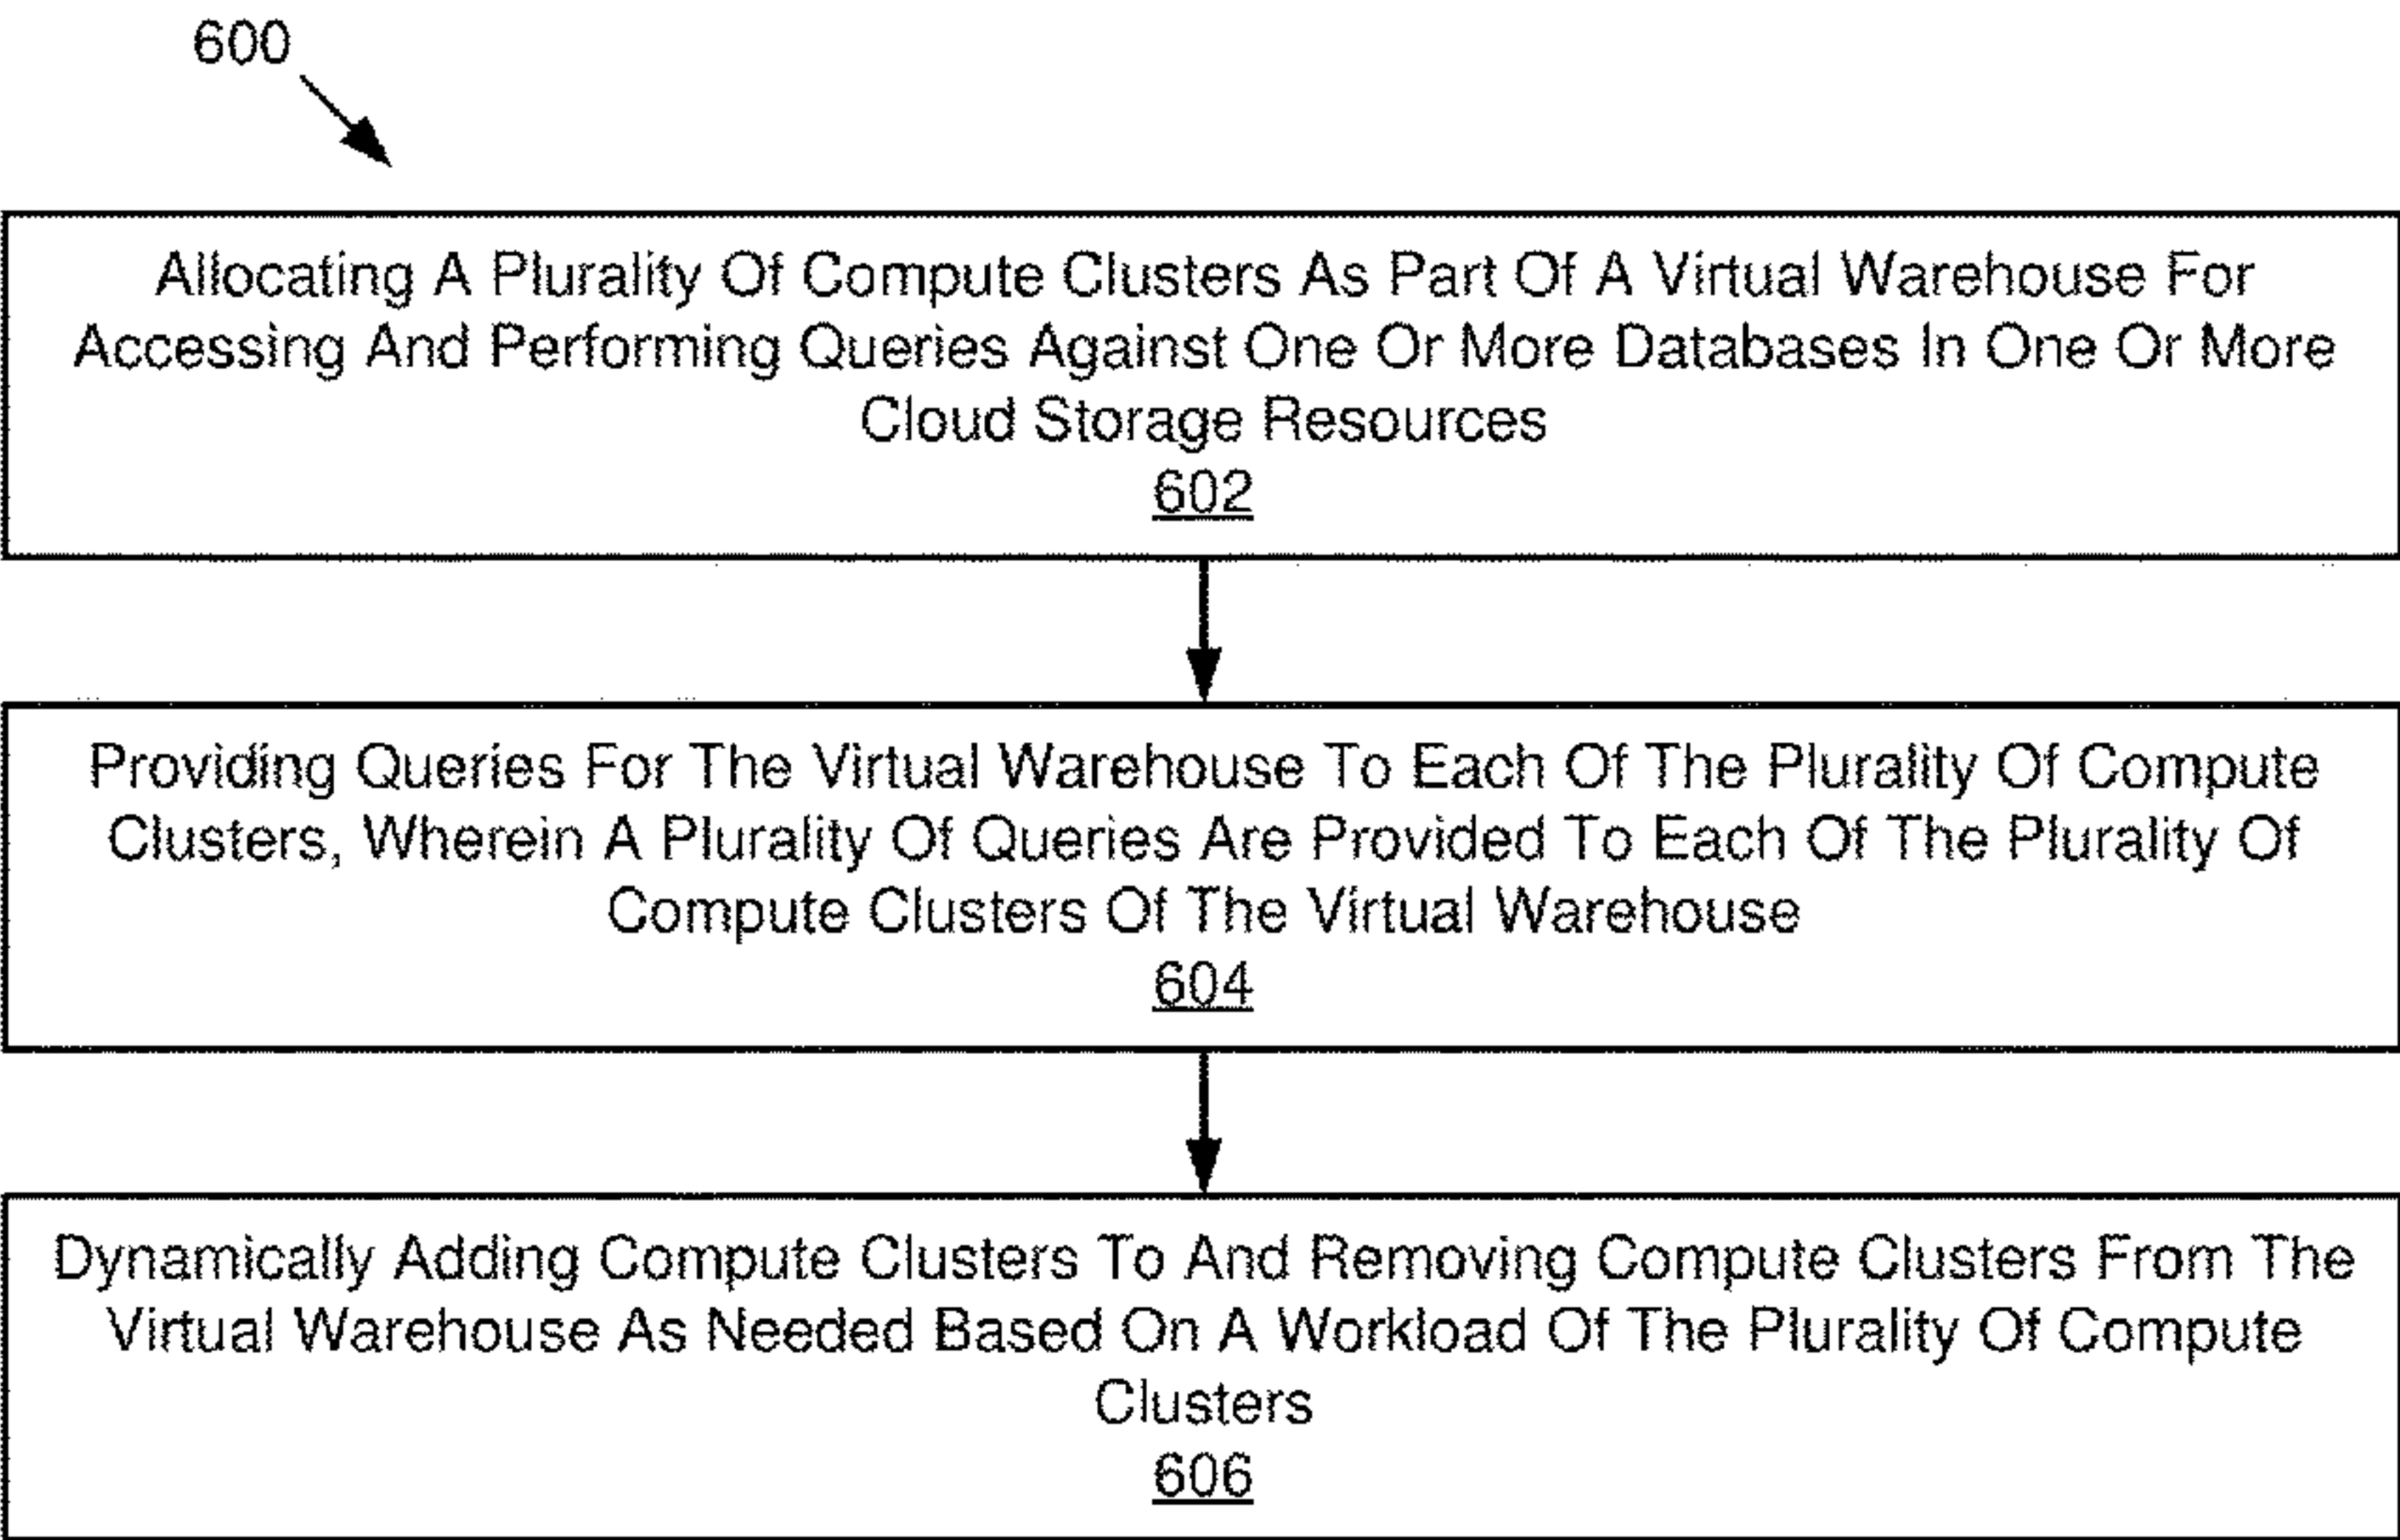 600
Allocating A Plurality Of Compute Clusters As Part Of A Virtual Warehouse For
Accessing And Performing Queries Against One Or More Databases In One Or More
Cloud Storage Resources
602
Providing Queries For The Virtual Warehouse To Each Of The Plurality Of Compute
Clusters, Wherein A Plurality Of Queries Are Provided To Each Of The Plurality Of
Compute Clusters Of The Virtual Warehouse
604
Dynamically Adding Compute Clusters To And Removing Compute Clusters From The
Virtual Warehouse As Needed Based On A Workload Of The Plurality Of Compute
Clusters
606